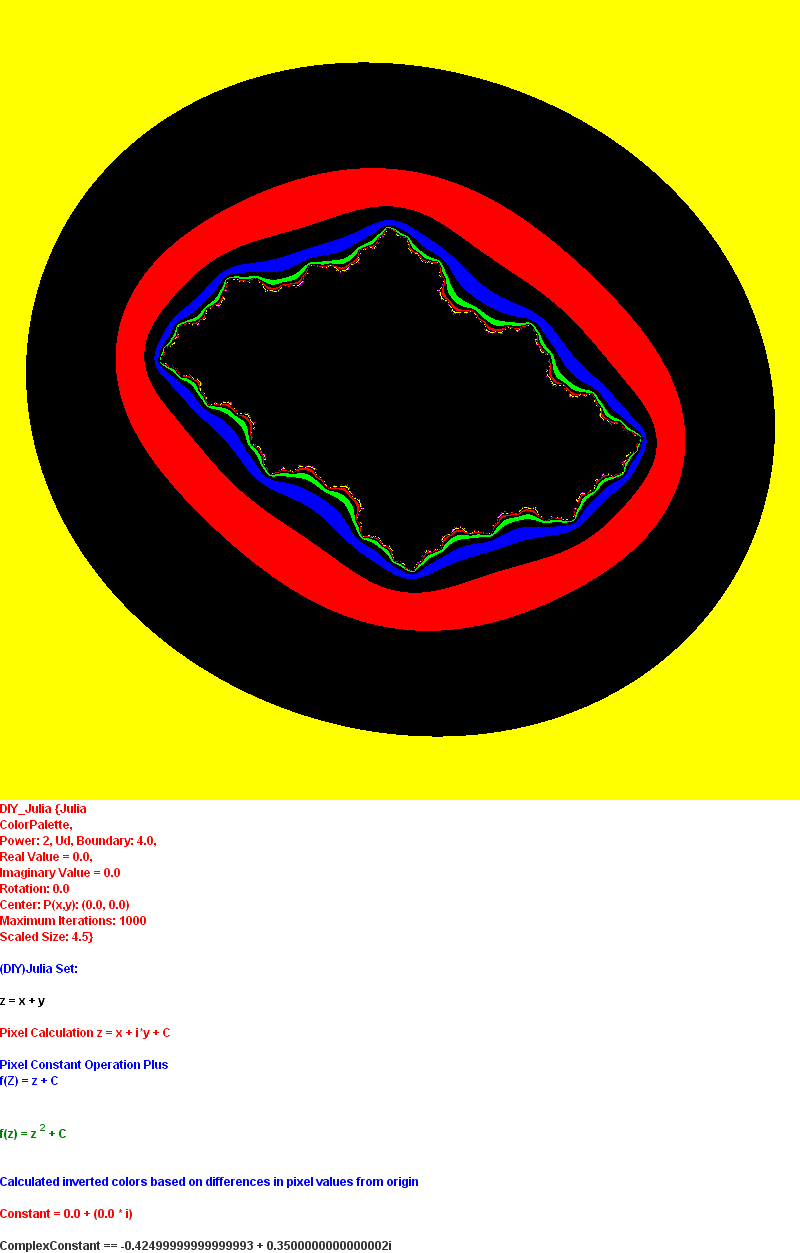 DIY_Julia {Julia
ColorPalette,
Power: 2, Ud, Boundary: 4.0,
Real Value = 0.0,
Imaginary Value = 0.0
Rotation: 0.0
Center: P(x,y): (0.0, 0.0)
Maximum Iterations: 1000
Scaled Size: 4.5}
(DIY)Julia Set:
z = x + y
Pixel Calculation z = x + i*y + C
Pixel Constant Operation Plus
f(Z) = z + C
f(z) = z 2 + C
Calculated inverted colors based on differences in pixel values from origin
Constant = 0.0 + (0.0 * i)
ComplexConstant == -0.42499999999999993 + 0.3500000000000002i